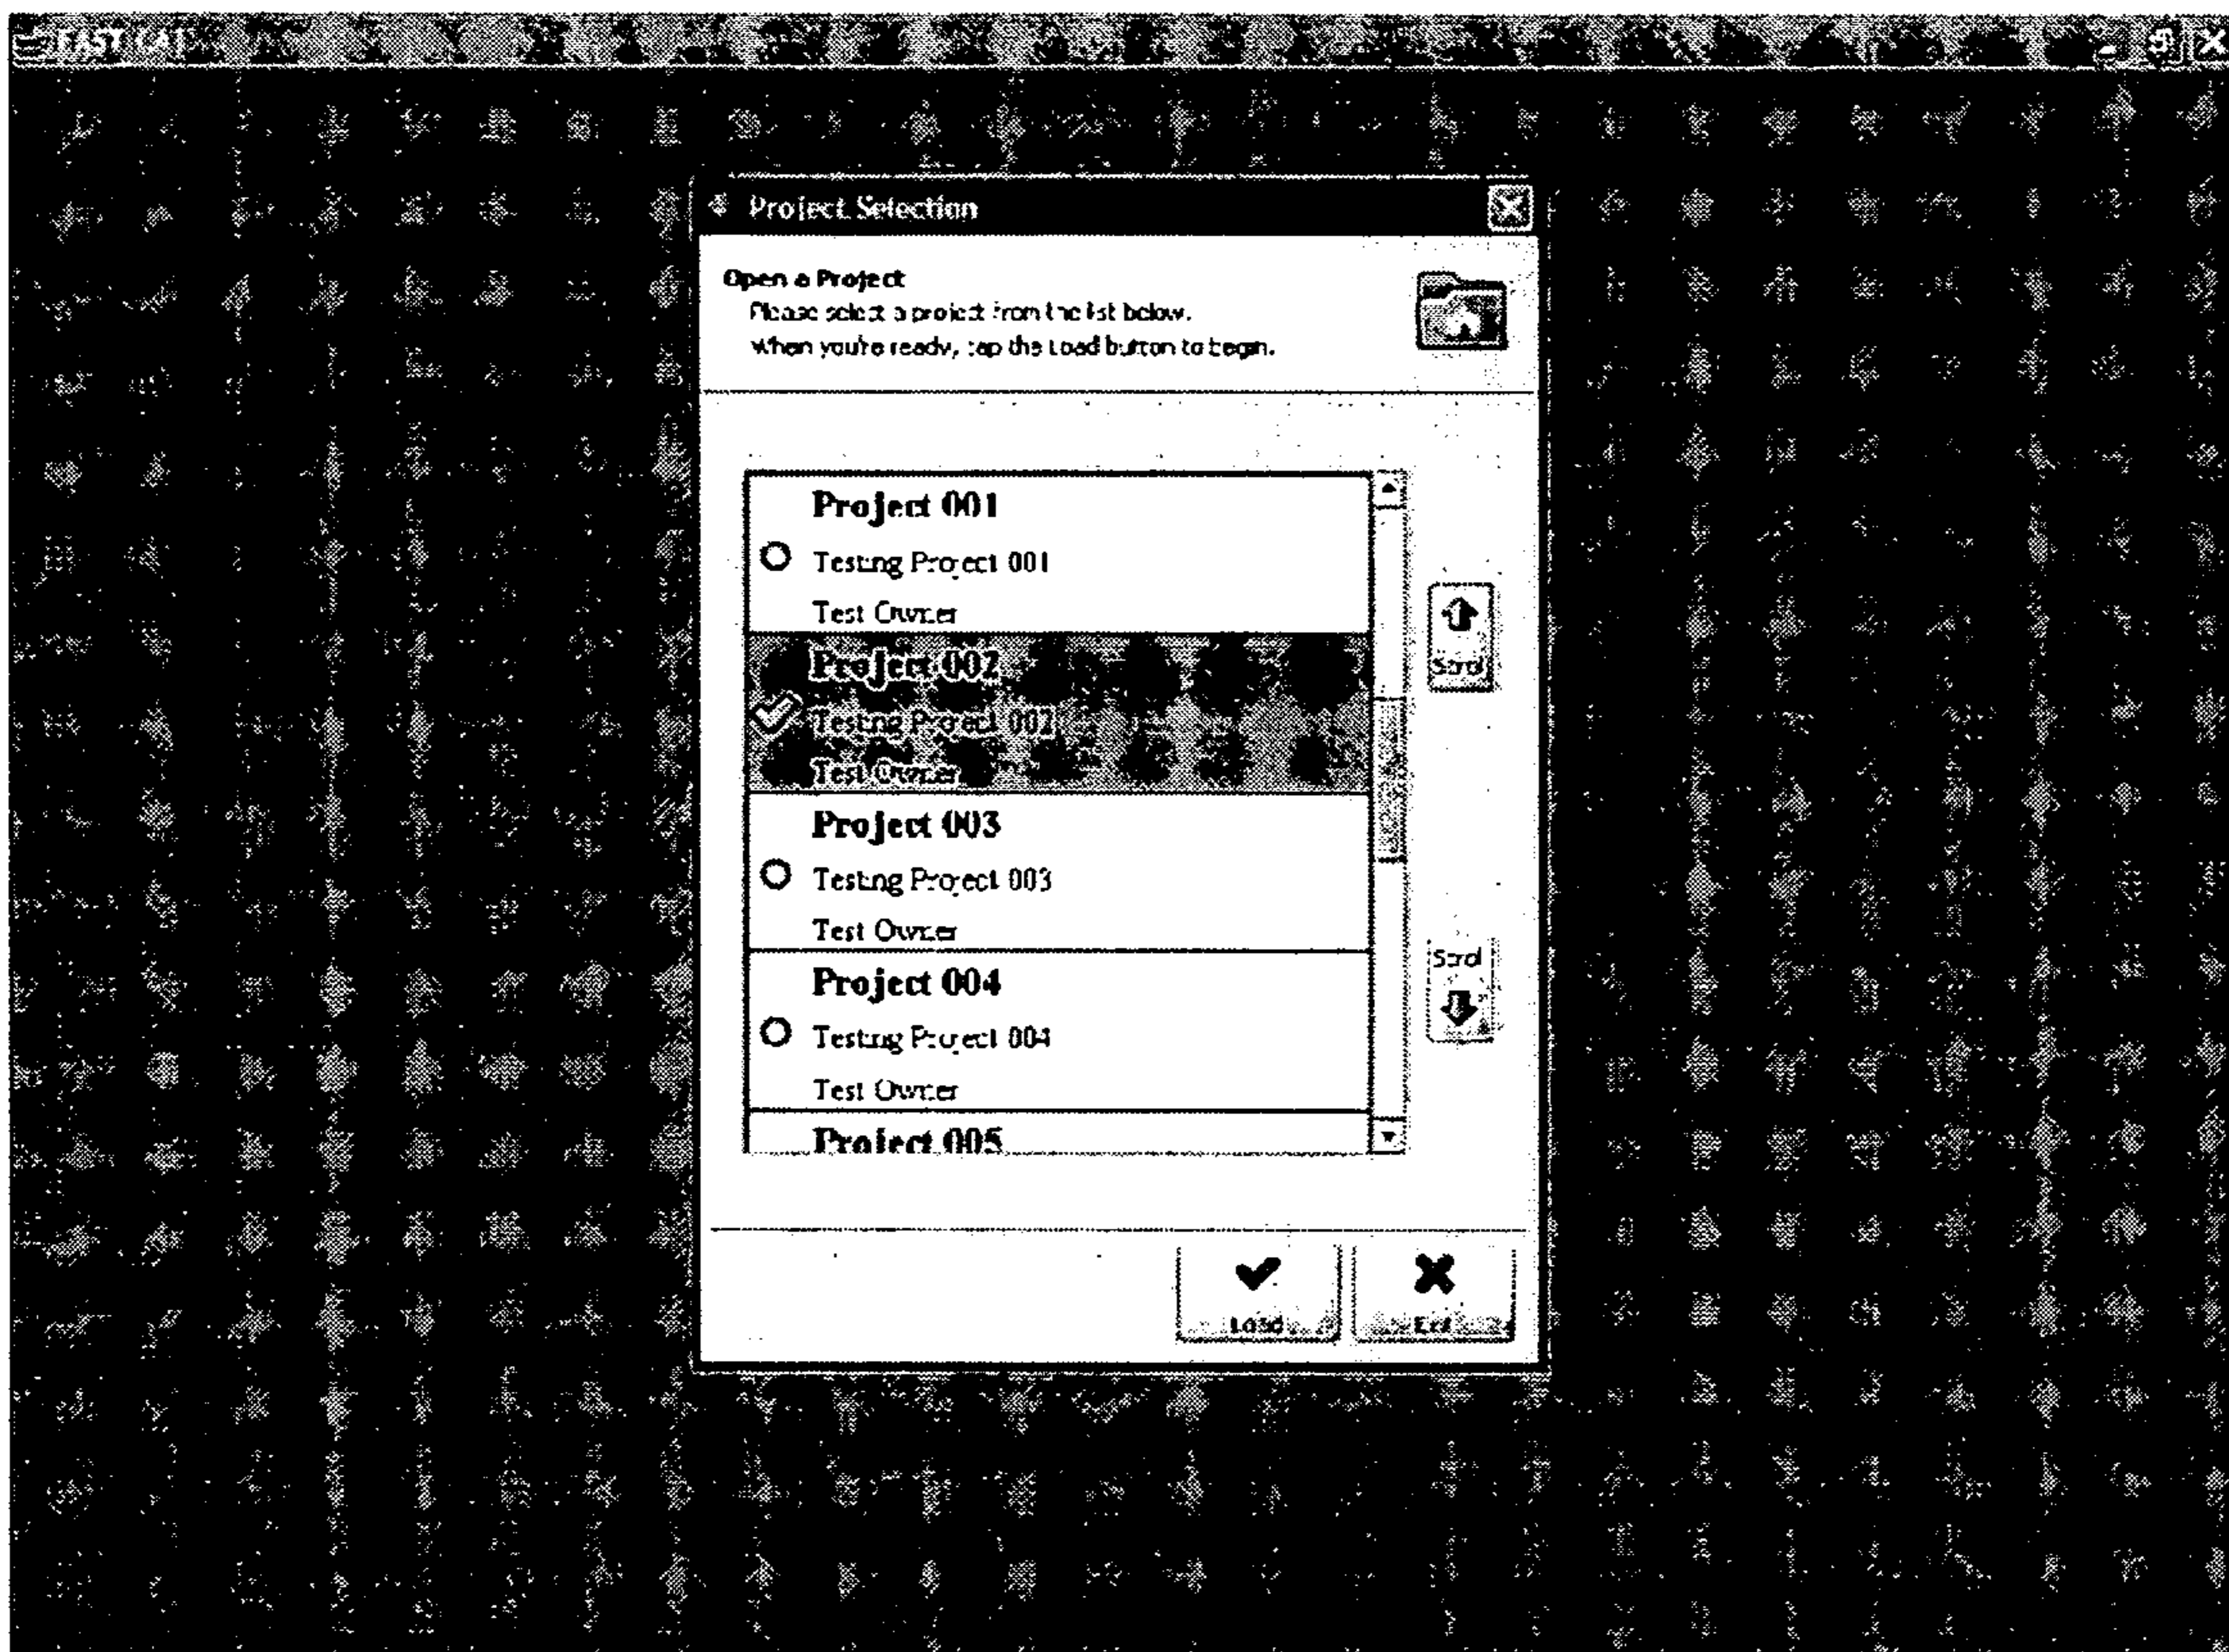 EAST CAT
Project Selection
Open a Project
Please select a project from the list below.
When you're ready, tap the Load button to begin.
Project 001
Testing Project 001
Test Owner
Project 002
Testing Project 002
Test Owner
Scroll
Project 003
Testing Project 003
Test Owner
Scroll
Project 004
Testing Project 004
Test Owner
Project 005
Load
Exit